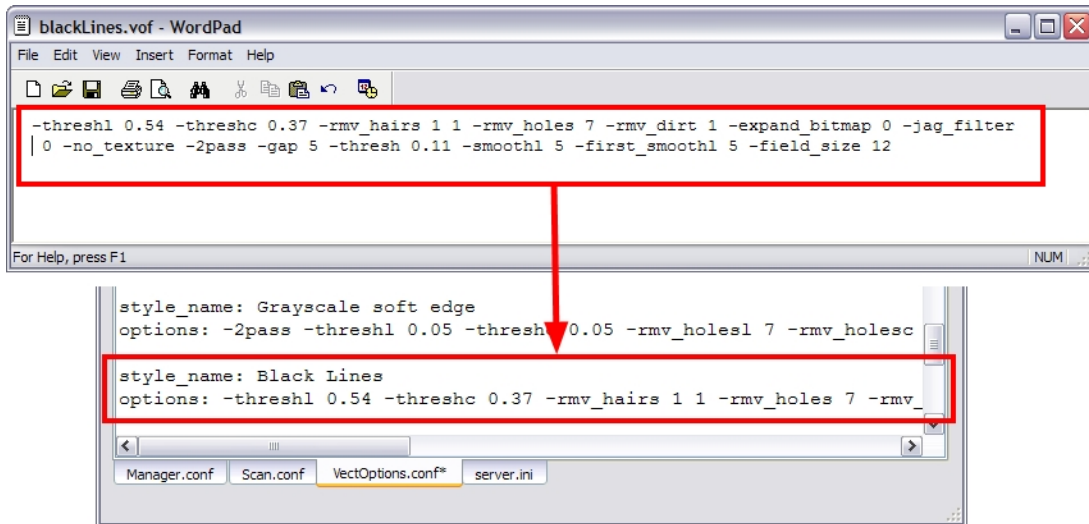 blackLines.vof - WordPad
File Edit View Insert Format Help
-threshl 0.54 -threshc 0.37 -rmv_hairs 1 1 -rmv_holes 7 -rmv_dirt 1 -expand_bitmap 0 -jag_filter
0 -no_texture -2pass -gap 5 -thresh 0.11 -smoothl 5 -first_smoothl 5 -field_size 12
For Help, press F1 NUM
style_name: Grayscale soft edge
options: -2pass -threshl 0.05 -thresh 0.05 -rmv_holesl 7 -rmv_holesc
style_name: Black Lines
options: -threshl 0.54 -threshc 0.37 -rmv_hairs 1 1 -rmv_holes 7 -rmv_
Manager.conf Scan.conf VectOptions.conf* server.ini